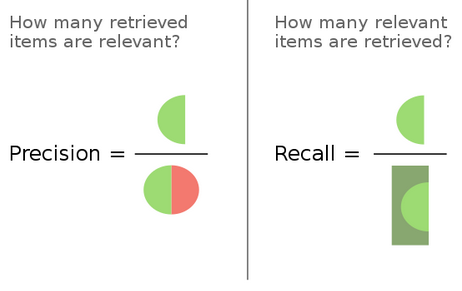 How many retrieved
items are relevant?
Precision =
How many relevant
items are retrieved?
Recall =